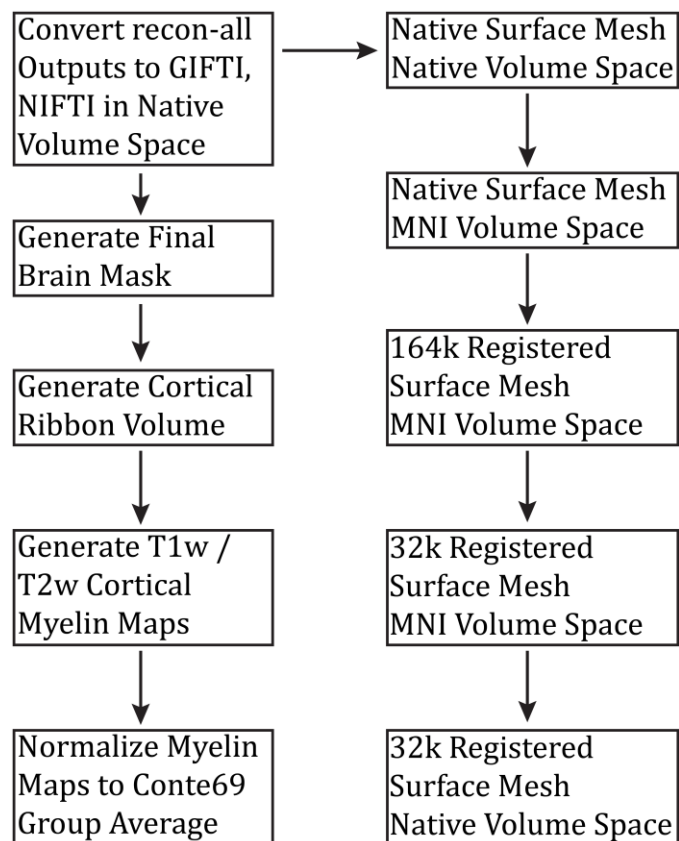 Convert recon-all
Outputs to GIFTI,
NIFTI in Native
Volume Space
Generate Final
Brain Mask
Generate Cortical
Ribbon Volume
Generate T1w /
T2w Cortical
Myelin Maps
Normalize Myelin
Maps to Conte69
Group Average
Native Surface Mesh
Native Volume Space
Native Surface Mesh
MNI Volume Space
164k Registered
Surface Mesh
MNI Volume Space
32k Registered
Surface Mesh
MNI Volume Space
32k Registered
Surface Mesh
Native Volume Space